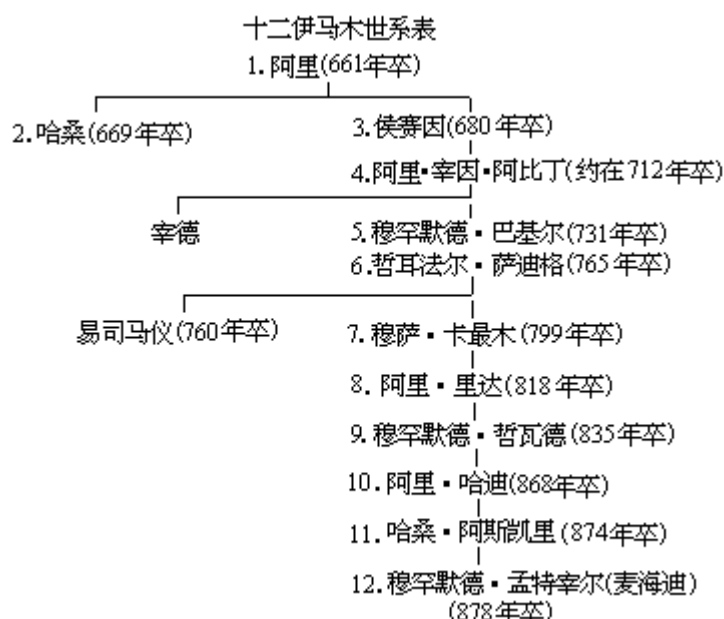 十二伊马木世系表
1.阿里(661年卒)
2.哈桑(669年卒)
3.侯赛因(680年卒)
4.阿里·宰因·阿比丁(约在712年卒)
宰德
5.穆罕默德·巴基尔(731年卒)
6.哲耳法尔·萨迪格(765年卒)
易司马仪(760年卒)
7.穆萨·卡最木(799年卒)
8.阿里·里达(818年卒)
9.穆罕默德·哲瓦德(835年卒)
10.阿里·哈迪(868年卒)
11.哈桑·阿斯凯里(874年卒)
12.穆罕默德·孟特宰尔(麦海迪)
(878年卒)